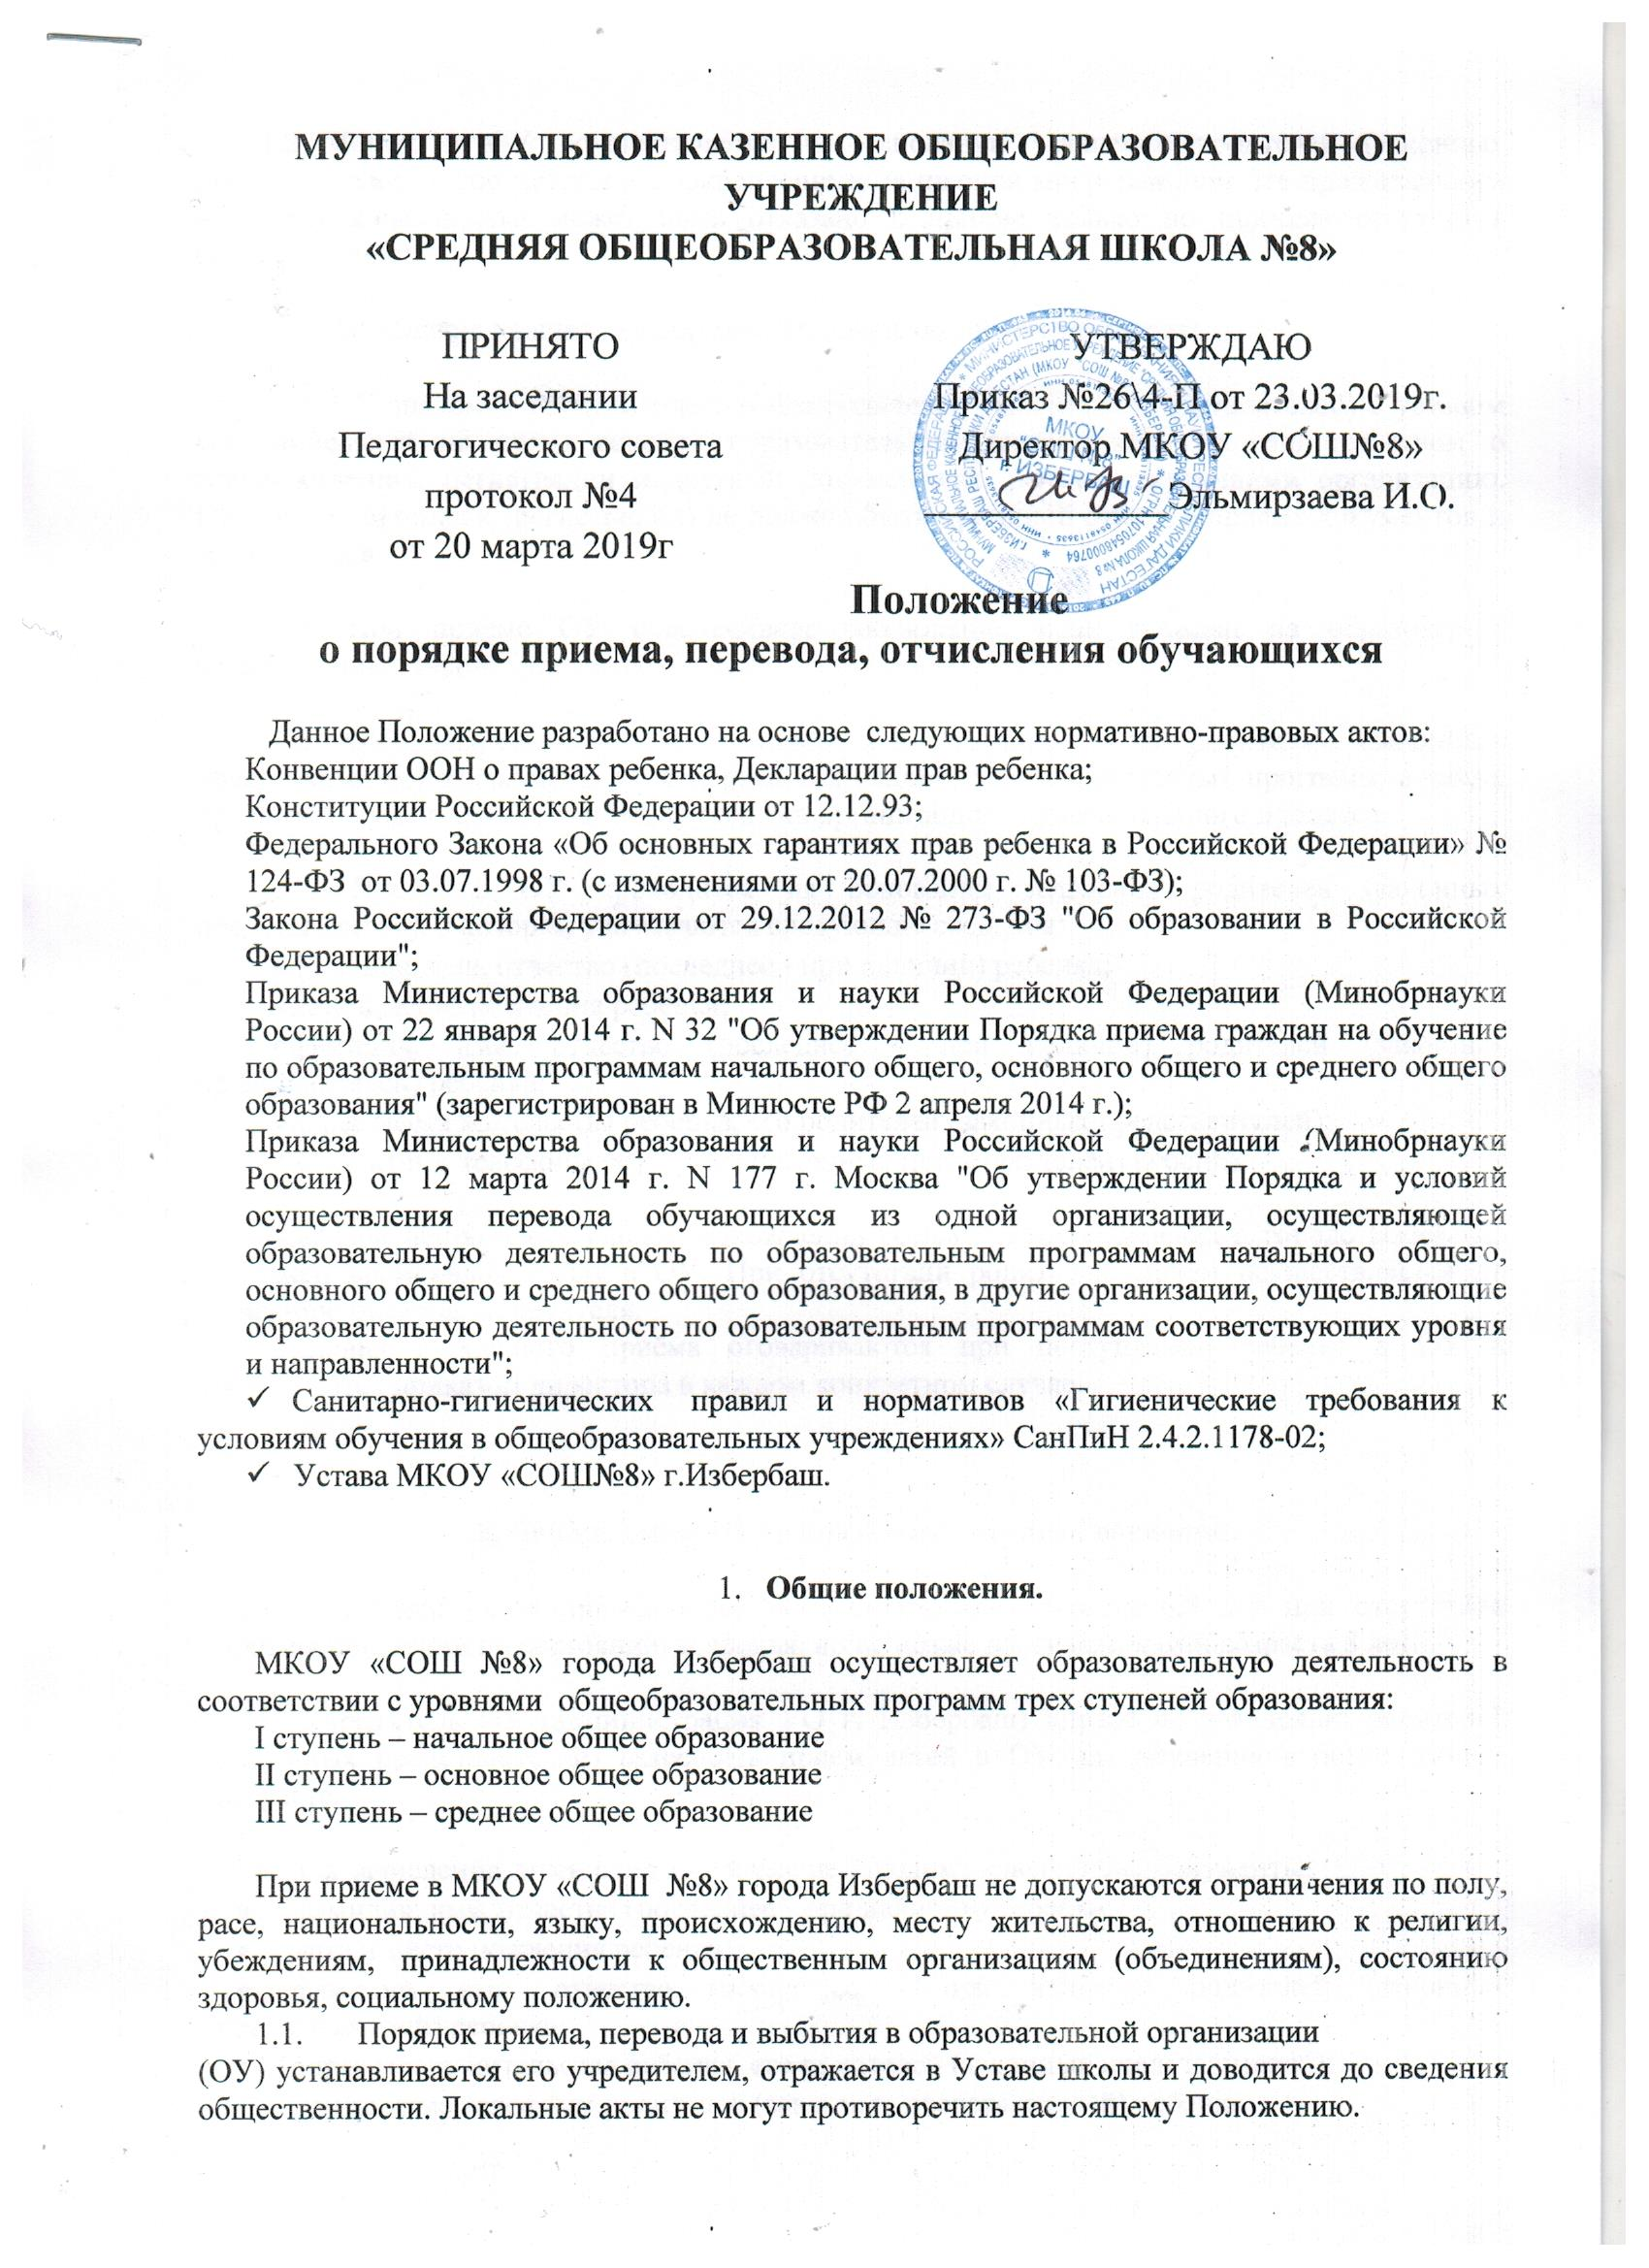 МУНИЦИПАЛЬНОЕ КАЗЕННОЕ ОБЩЕОБРАЗОВАТЕЛЬНОЕ
УЧРЕЖДЕНИЕ
«СРЕДНЯЯ ОБЩЕОБРАЗОВАТЕЛЬНАЯ ШКОЛА №8»
ПРИНЯТО
На заседании
Педагогического совета
протокол №4
от 20 марта 2019г
УТВЕРЖДАЮ
Приказ №26\4-П от 23.03.2019г.
Директор МКОУ «СОШ№8»
Эльмирзаева И.О.
МКОУ
"СОШ №8"
г. ИЗБЕРБАШ
Положение
о порядке приема, перевода, отчисления обучающихся
Данное Положение разработано на основе следующих нормативно-правовых актов:
Конвенции ООН о правах ребенка, Декларации прав ребенка;
Конституции Российской Федерации от 12.12.93;
Федерального Закона «Об основных гарантиях прав ребенка в Российской Федерации» №
124-ФЗ от 03.07.1998 г. (с изменениями от 20.07.2000 г. № 103-ФЗ);
Закона Российской Федерации от 29.12.2012 № 273-ФЗ "Об образовании в Российской
Федерации";
Приказа Министерства образования и науки Российской Федерации (Минобрнауки
России) от 22 января 2014 г. N 32 "Об утверждении Порядка приема граждан на обучение
по образовательным программам начального общего, основного общего и среднего общего
образования" (зарегистрирован в Минюсте РФ 2 апреля 2014 г.);
Приказа Министерства образования и науки Российской Федерации (Минобрнауки
России) от 12 марта 2014 г. N 177 г. Москва "Об утверждении Порядка и условий
осуществления перевода обучающихся из одной организации, осуществляющей
образовательную деятельность по образовательным программам начального общего,
основного общего и среднего общего образования, в другие организации, осуществляющие
образовательную деятельность по образовательным программам соответствующих уровня
и направленности";
✓ Санитарно-гигиенических правил и нормативов «Гигиенические требования к
условиям обучения в общеобразовательных учреждениях» СанПиН 2.4.2.1178-02;
✓ Устава МКОУ «СОШ№8» г.Избербаш.
1. Общие положения.
МКОУ «СОШ №8» города Избербаш осуществляет образовательную деятельность в
соответствии с уровнями общеобразовательных программ трех ступеней образования:
I ступень – начальное общее образование
II ступень – основное общее образование
III ступень – среднее общее образование
При приеме в МКОУ «СОШ №8» города Избербаш не допускаются ограничения по полу,
расе, национальности, языку, происхождению, месту жительства, отношению к религии,
убеждениям, принадлежности к общественным организациям (объединениям), состоянию
здоровья, социальному положению.
1.1. Порядок приема, перевода и выбытия в образовательной организации
(ОУ) устанавливается его учредителем, отражается в Уставе школы и доводится до сведения
общественности. Локальные акты не могут противоречить настоящему Положению.